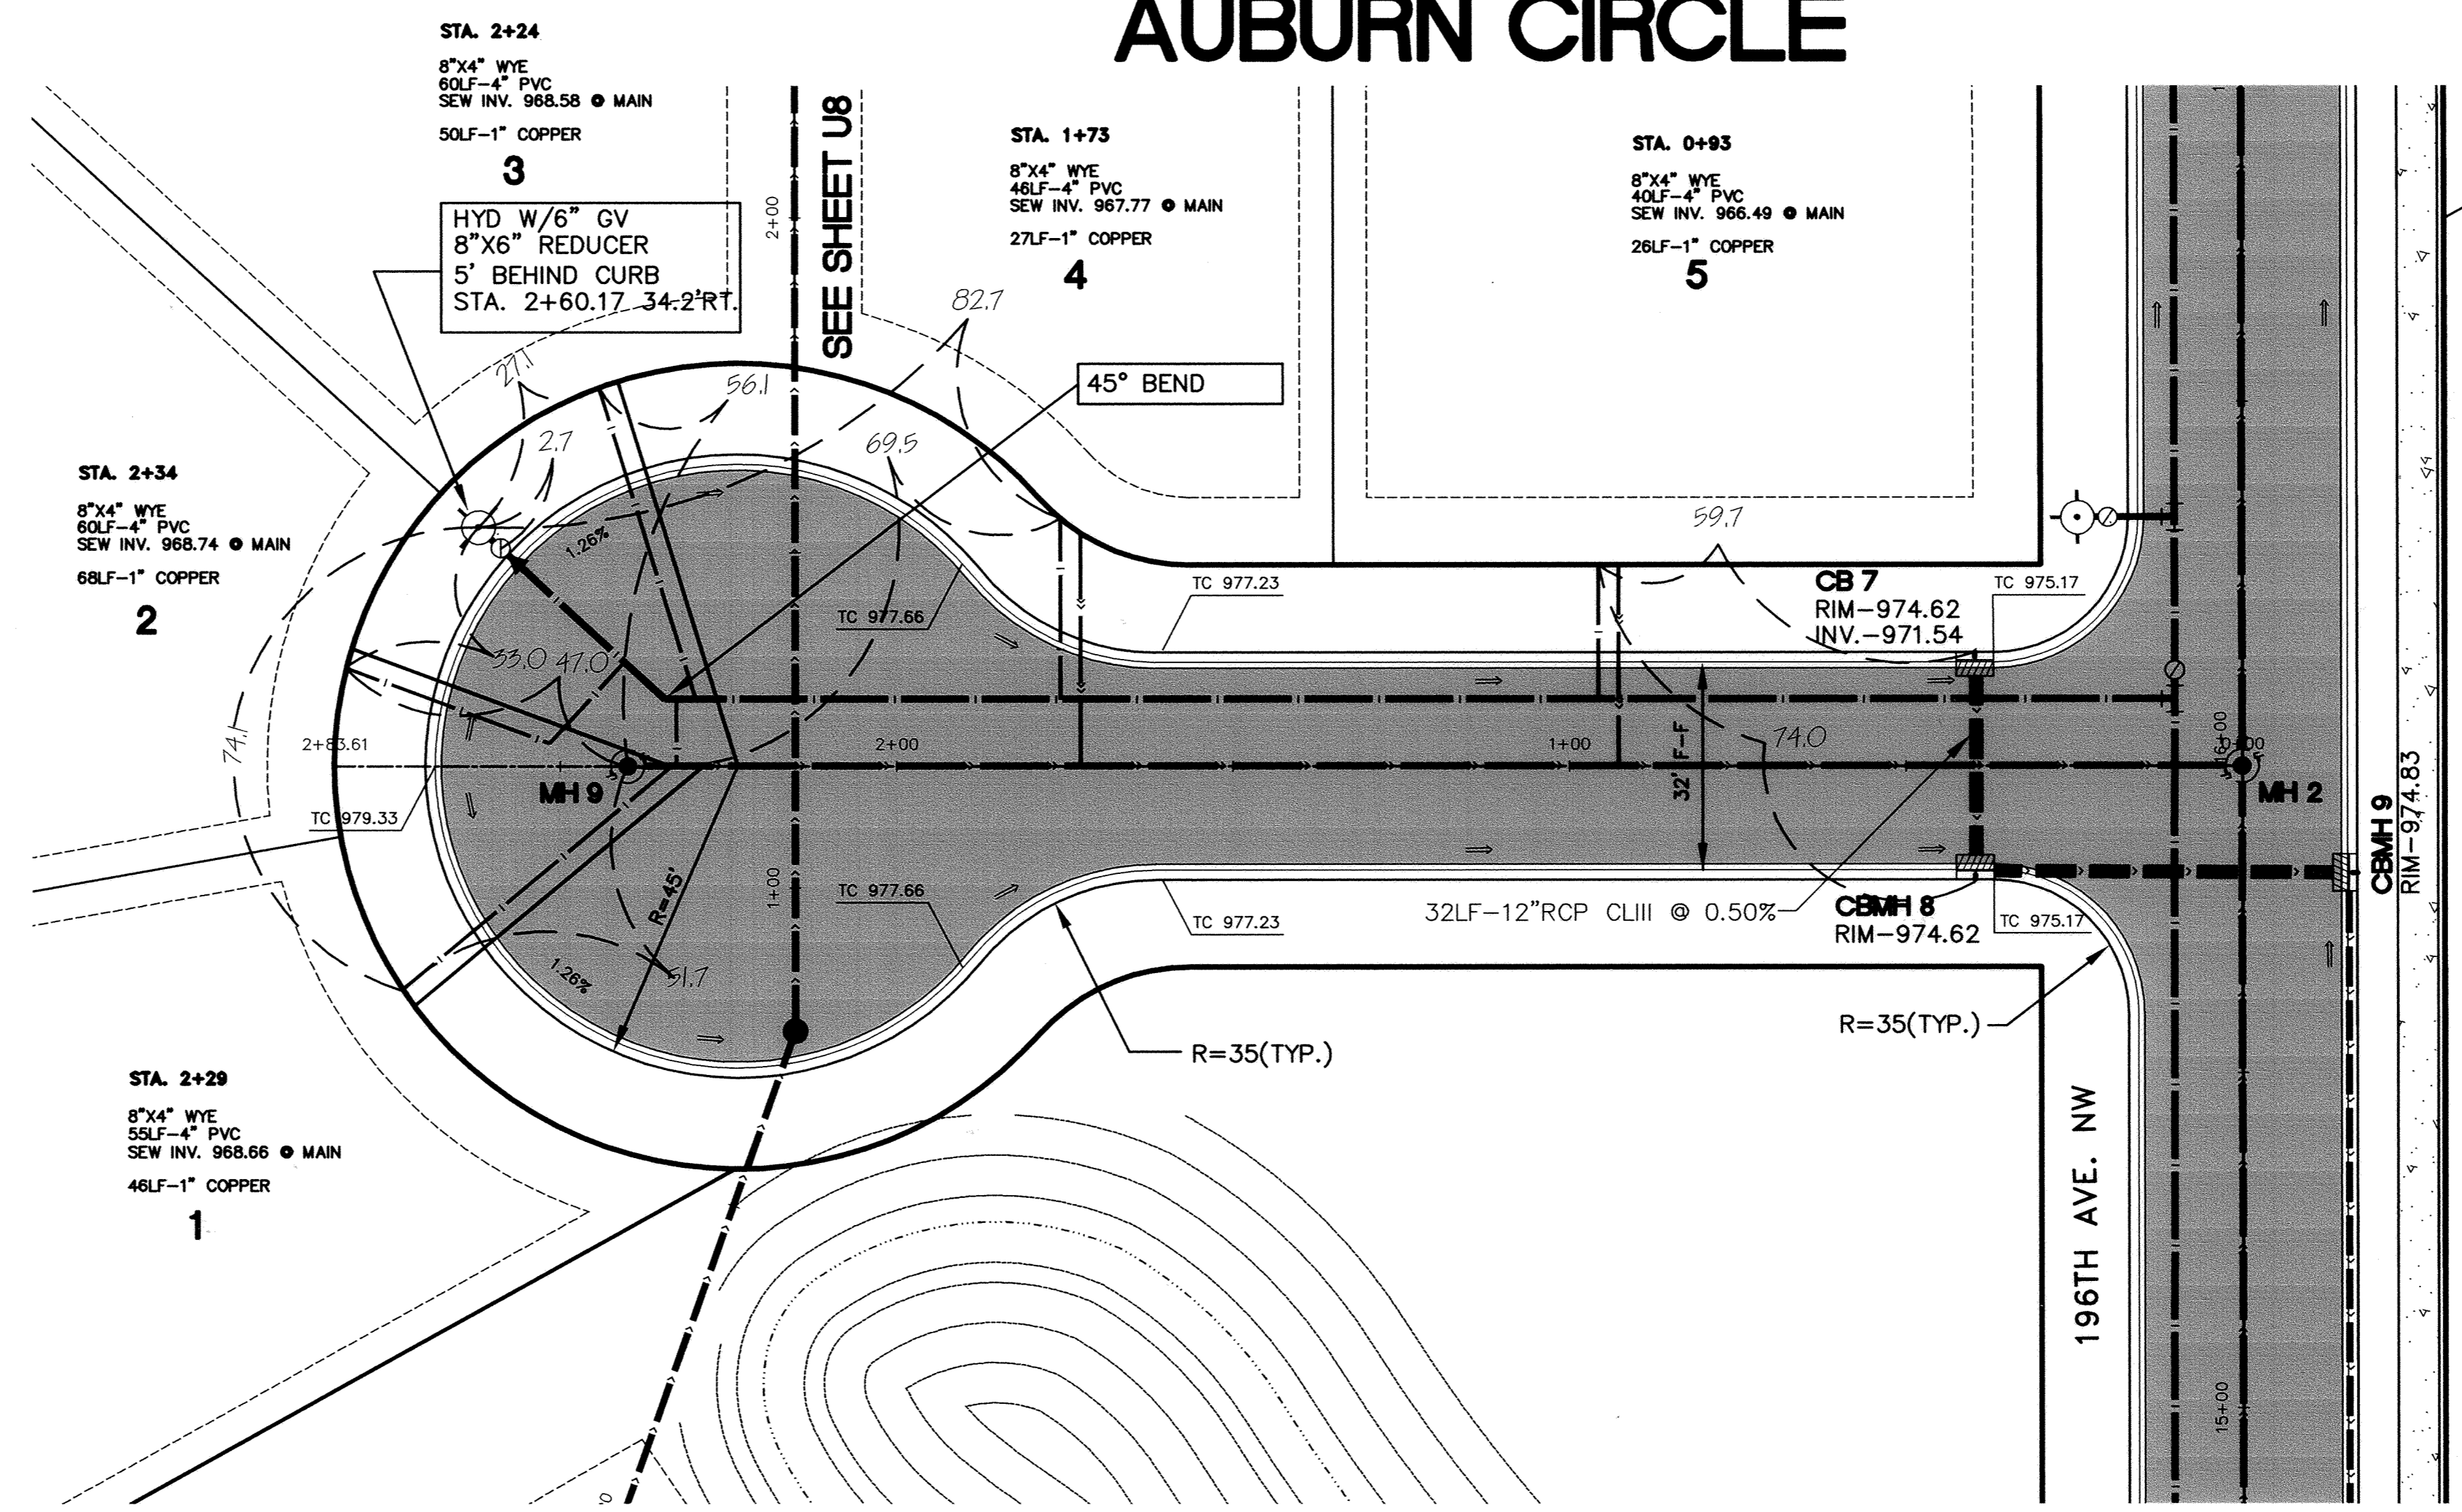 AUBURN CIRCLE
STA. 2+24
8"X4" WYE
60LF-4" PVC
SEW INV. 968.58 @ MAIN
50LF-1" COPPER
3
HYD W/6" GV
8"X6" REDUCER
5' BEHIND CURB
STA. 2+60.17 34.2'RT.
2+00
SEE SHEET U8
STA. 1+73
8"X4" WYE
46LF-4" PVC
SEW INV. 967.77 @ MAIN
27LF-1" COPPER
4
STA. 0+93
8"X4" WYE
40LF-4" PVC
SEW INV. 966.49 @ MAIN
26LF-1" COPPER
5
82.7
45° BEND
27.1
56.1
2.7
69.5
STA. 2+34
8"X4" WYE
60LF-4" PVC
SEW INV. 968.74 @ MAIN
68LF-1" COPPER
2
1.26%
59.7
TC 977.66
TC 977.23
CB 7
RIM-974.62
INV.-971.54
TC 975.17
33.0
47.0
74.1
2+83.61
2+00
1+00
32' F-F
74.0
16+00
0+00
MH 9
MH 2
TC 979.33
R=45'
1+00
TC 977.66
TC 977.23
32LF-12"RCP CLIII @ 0.50%
CBMH 8
RIM-974.62
TC 975.17
CBMH 9
RIM-974.83
1.26%
51.7
R=35(TYP.)
R=35(TYP.)
STA. 2+29
8"X4" WYE
55LF-4" PVC
SEW INV. 968.66 @ MAIN
46LF-1" COPPER
1
196TH AVE. NW
15+00